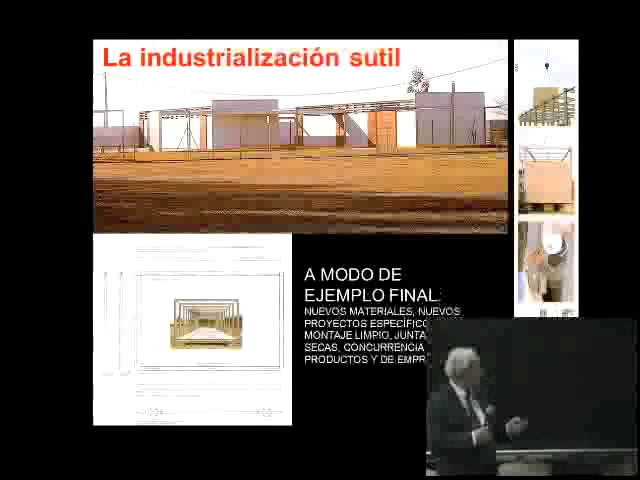 La industrialización sutil
A MODO DE
EJEMPLO FINAL.
NUEVOS MATERIALES, NUEVOS
PROYECTOS ESPECÍFICO
MONTAJE LIMPIO, JUNTA
SECAS, CONCURRENCIA
PRODUCTOS Y DE EMPR